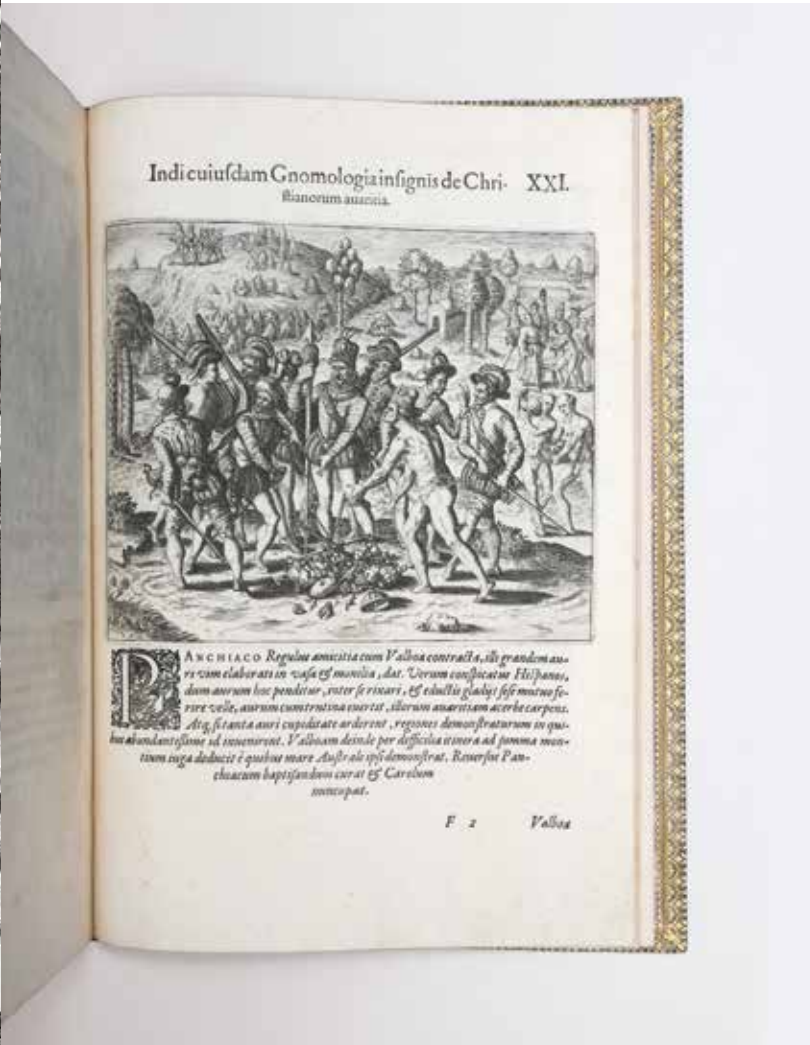 Indi cuiuſdam Gnomologia inſignis de Chri- XXI.
ſtianorum auaritia.
PANCHIACO Regulus amicitia cum Valboa contracta, illi grandem au-
ri vim elaborati in vaſa & monilia, dat. Verum conſpicatus Hiſpanos,
dum aurum hoc penditur, inter ſe rixari, & eductis gladijs ſeſe mutuo fe-
rire velle, aurum cum trutina euertit, illorum auaritiam acerbe carpens.
Atq, ſi tanta auri cupiditate arderent, regiones demonſtraturum in qui-
bus abundantiſsime id inuenirent. Valboam deinde per difficilia itinera ad ſumma mon-
tium iuga deducit è quibus mare Auſtrale ipſi demonſtrat. Reuerſus Pan-
chiacum baptiſandum curat & Carolum
nuncupat.
F 2 Valboa